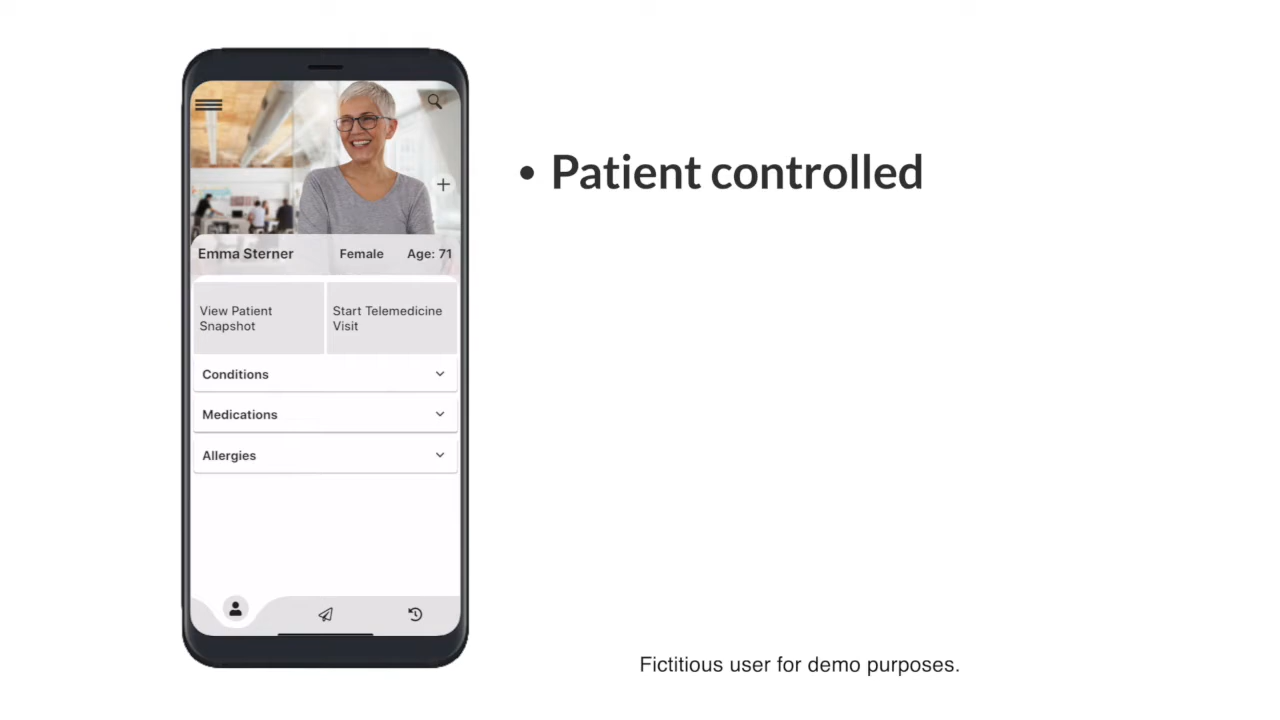 • Patient controlled
Emma Sterner Female Age: 71
View Patient
Snapshot
Start Telemedicine
Visit
Conditions
Medications
Allergies
Fictitious user for demo purposes.